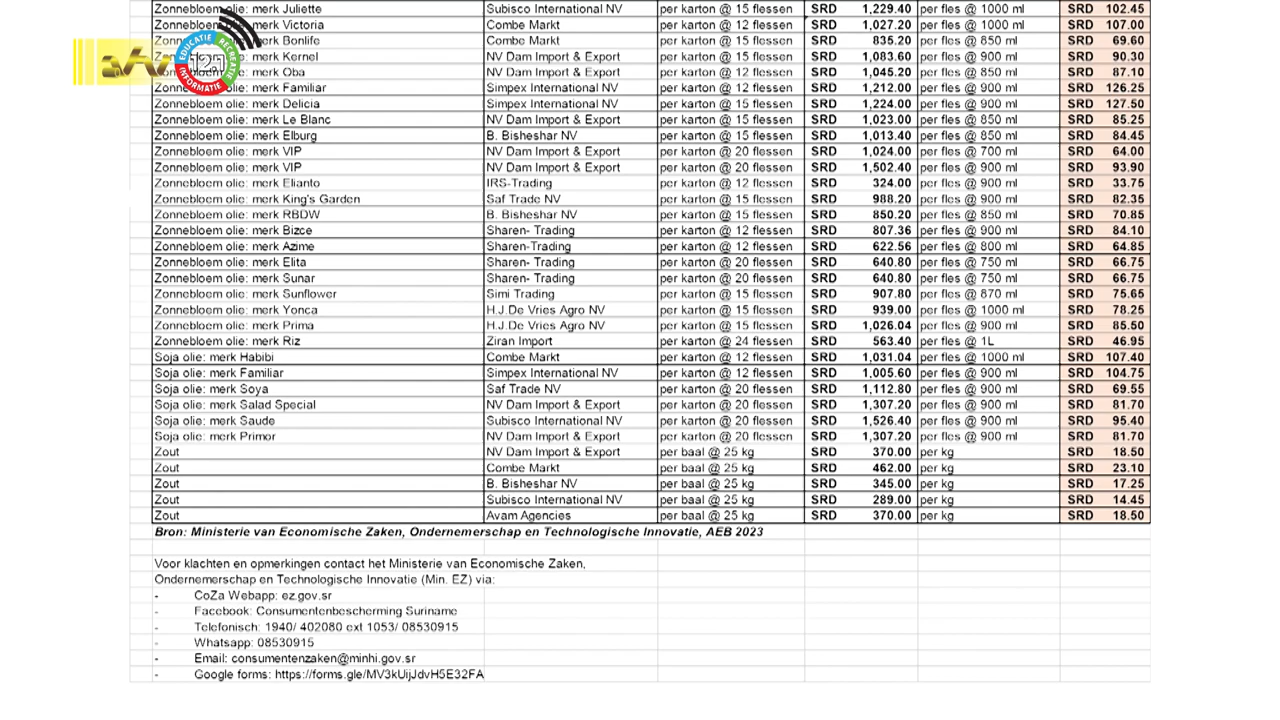 Zonnebloem olie: merk Juliette Subisco International NV per karton @ 15 flessen SRD 1,229.40 per fles @ 1000 ml SRD 102.45
Zonnebloem olie: merk Victoria Combe Markt per karton @ 12 flessen SRD 1,027.20 per fles @ 1000 ml SRD 107.00
Zonn merk Bonlife Combe Markt per karton @ 15 flessen SRD 835.20 per fles @ 850 ml SRD 69.60
Zonn Kernel NV Dam Import & Export per karton @ 15 flessen SRD 1,083.60 per fles @ 900 ml SRD 90.30
Zonn Oba NV Dam Import & Export per karton @ 12 flessen SRD 1,045.20 per fles @ 850 ml SRD 87.10
Zonnebloem olie: merk Familiar Simpex International NV per karton @ 12 flessen SRD 1,212.00 per fles @ 900 ml SRD 126.25
Zonnebloem olie: merk Delicia Simpex International NV per karton @ 15 flessen SRD 1,224.00 per fles @ 900 ml SRD 127.50
Zonnebloem olie: merk Le Blanc NV Dam Import & Export per karton @ 15 flessen SRD 1,023.00 per fles @ 850 ml SRD 85.25
Zonnebloem olie: merk Elburg B. Bisheshar NV per karton @ 15 flessen SRD 1,013.40 per fles @ 850 ml SRD 84.45
Zonnebloem olie: merk VIP NV Dam Import & Export per karton @ 20 flessen SRD 1,024.00 per fles @ 700 ml SRD 64.00
Zonnebloem olie: merk VIP NV Dam Import & Export per karton @ 20 flessen SRD 1,502.40 per fles @ 900 ml SRD 93.90
Zonnebloem olie: merk Elianto IRS-Trading per karton @ 12 flessen SRD 324.00 per fles @ 900 ml SRD 33.75
Zonnebloem olie: merk King's Garden Saf Trade NV per karton @ 15 flessen SRD 988.20 per fles @ 900 ml SRD 82.35
Zonnebloem olie: merk RBDW B. Bisheshar NV per karton @ 15 flessen SRD 850.20 per fles @ 850 ml SRD 70.85
Zonnebloem olie: merk Bizce Sharen- Trading per karton @ 12 flessen SRD 807.36 per fles @ 900 ml SRD 84.10
Zonnebloem olie: merk Azime Sharen-Trading per karton @ 12 flessen SRD 622.56 per fles @ 800 ml SRD 64.85
Zonnebloem olie: merk Elita Sharen- Trading per karton @ 20 flessen SRD 640.80 per fles @ 750 ml SRD 66.75
Zonnebloem olie: merk Sunar Sharen- Trading per karton @ 20 flessen SRD 640.80 per fles @ 750 ml SRD 66.75
Zonnebloem olie: merk Sunflower Simi Trading per karton @ 15 flessen SRD 907.80 per fles @ 870 ml SRD 75.65
Zonnebloem olie: merk Yonca H.J.De Vries Agro NV per karton @ 15 flessen SRD 939.00 per fles @ 1000 ml SRD 78.25
Zonnebloem olie: merk Prima H.J.De Vries Agro NV per karton @ 15 flessen SRD 1,026.04 per fles @ 900 ml SRD 85.50
Zonnebloem olie: merk Riz Ziran Import per karton @ 24 flessen SRD 563.40 per fles @ 1L SRD 46.95
Soja olie: merk Habibi Combe Markt per karton @ 12 flessen SRD 1,031.04 per fles @ 1000 ml SRD 107.40
Soja olie: merk Familiar Simpex International NV per karton @ 12 flessen SRD 1,005.60 per fles @ 900 ml SRD 104.75
Soja olie: merk Soya Saf Trade NV per karton @ 20 flessen SRD 1,112.80 per fles @ 900 ml SRD 69.55
Soja olie: merk Salad Special NV Dam Import & Export per karton @ 20 flessen SRD 1,307.20 per fles @ 900 ml SRD 81.70
Soja olie: merk Saude Subisco International NV per karton @ 20 flessen SRD 1,526.40 per fles @ 900 ml SRD 95.40
Soja olie: merk Primor NV Dam Import & Export per karton @ 20 flessen SRD 1,307.20 per fles @ 900 ml SRD 81.70
Zout NV Dam Import & Export per baal @ 25 kg SRD 370.00 per kg SRD 18.50
Zout Combe Markt per baal @ 25 kg SRD 462.00 per kg SRD 23.10
Zout B. Bisheshar NV per baal @ 25 kg SRD 345.00 per kg SRD 17.25
Zout Subisco International NV per baal @ 25 kg SRD 289.00 per kg SRD 14.45
Zout Avam Agencies per baal @ 25 kg SRD 370.00 per kg SRD 18.50
Bron: Ministerie van Economische Zaken, Ondernemerschap en Technologische Innovatie, AEB 2023
Voor klachten en opmerkingen contact het Ministerie van Economische Zaken,
Ondernemerschap en Technologische Innovatie (Min. EZ) via:
- CoZa Webapp: ez.gov.sr
- Facebook: Consumentenbescherming Suriname
- Telefonisch: 1940/ 402080 ext 1053/ 08530915
- Whatsapp: 08530915
- Email: consumentenzaken@minhi.gov.sr
- Google forms: https://forms.gle/MV3kUijJdvH5E32FA
EDUCATIE RECREATIE INFORMATIE
12.1